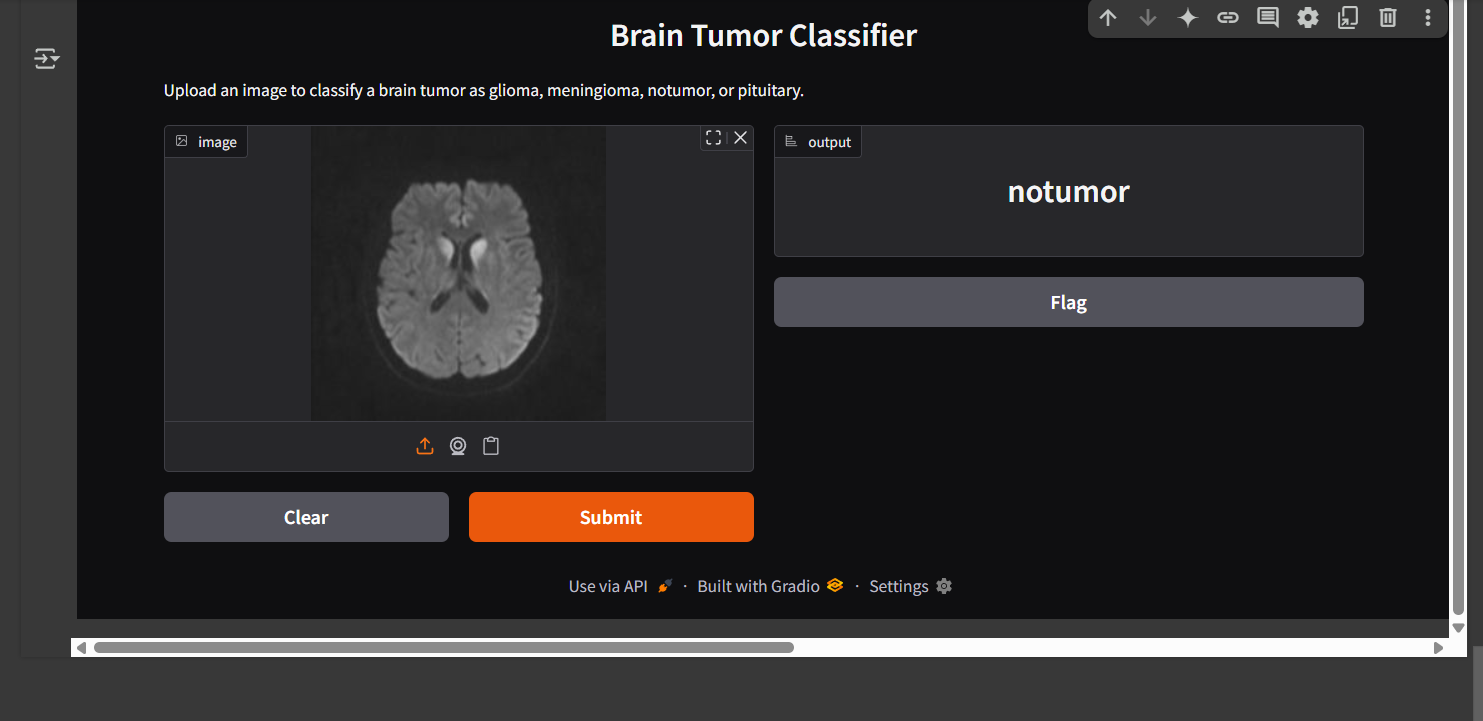 Brain Tumor Classifier
Upload an image to classify a brain tumor as glioma, meningioma, notumor, or pituitary.
image
output
notumor
Flag
Clear
Submit
Use via API · Built with Gradio · Settings